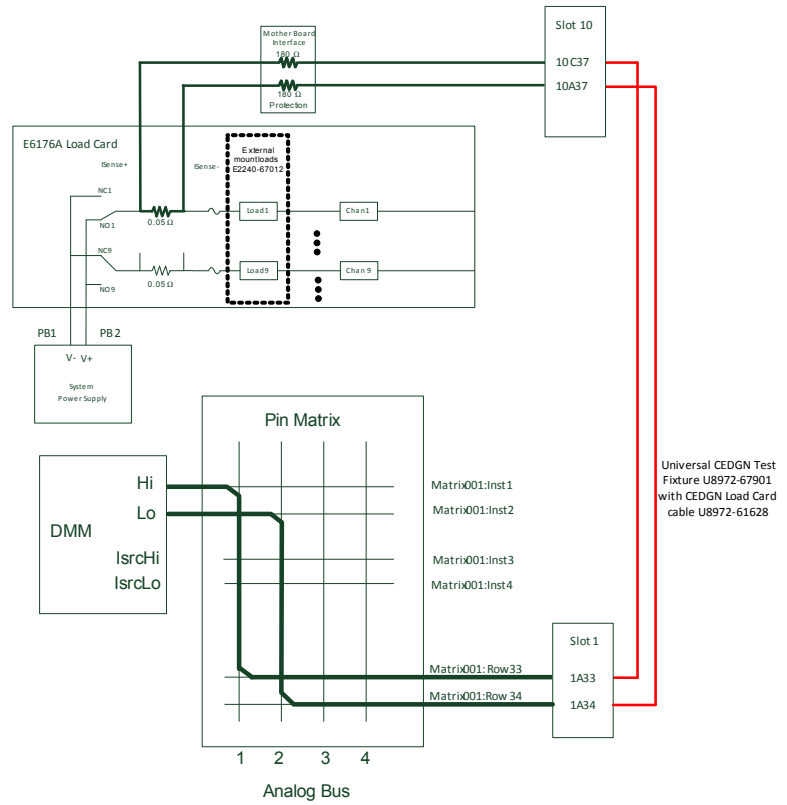 Slot 10
10C37
10A37
Mother Board
Interface
180 Ω
180 Ω
Protection
E6176A Load Card
ISense+
ISense-
External
mountloads
E2240-67012
NC1
NO1
0.05 Ω
Load1
Chan1
NC9
NO9
0.05 Ω
Load9
Chan 9
PB1
PB2
V- V+
System
Power Supply
Pin Matrix
DMM
Hi
Lo
IsrcHi
IsrcLo
Matrix001:Inst1
Matrix001:Inst2
Matrix001:Inst3
Matrix001:Inst4
Matrix001:Row33
Matrix001:Row 34
1 2 3 4
Analog Bus
Slot 1
1A33
1A34
Universal CEDGN Test
Fixture U8972-67901
with CEDGN Load Card
cable U8972-61628